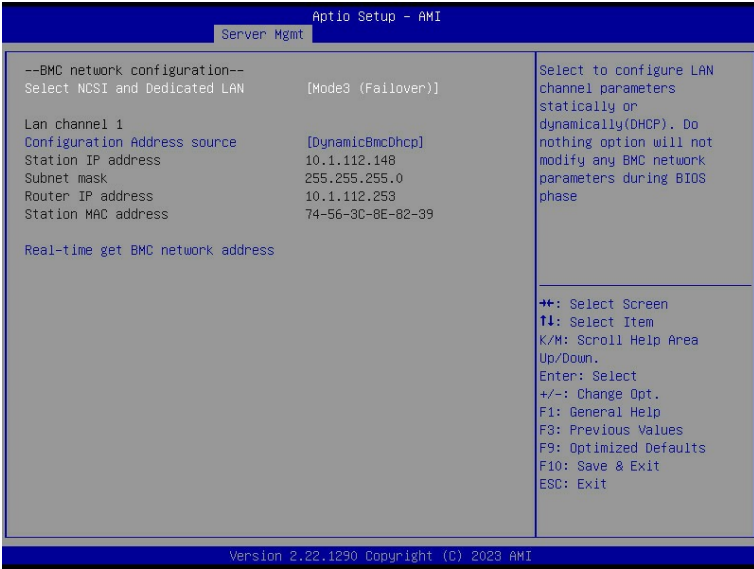 Aptio Setup - AMI
Server Mgmt
--BMC network configuration--
Select NCSI and Dedicated LAN [Mode3 (Failover)]
Lan channel 1
Configuration Address source [DynamicBmcDhcp]
Station IP address 10.1.112.148
Subnet mask 255.255.255.0
Router IP address 10.1.112.253
Station MAC address 74-56-3C-8E-82-39
Real-time get BMC network address
Select to configure LAN
channel parameters
statically or
dynamically(DHCP). Do
nothing option will not
modify any BMC network
parameters during BIOS
phase
→←: Select Screen
↑↓: Select Item
K/M: Scroll Help Area
Up/Down.
Enter: Select
+/-: Change Opt.
F1: General Help
F3: Previous Values
F9: Optimized Defaults
F10: Save & Exit
ESC: Exit
Version 2.22.1290 Copyright (C) 2023 AMI